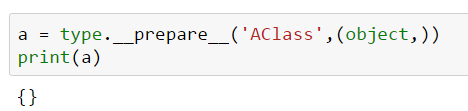 a = type.__prepare__('AClass',(object,))
print(a)
{}